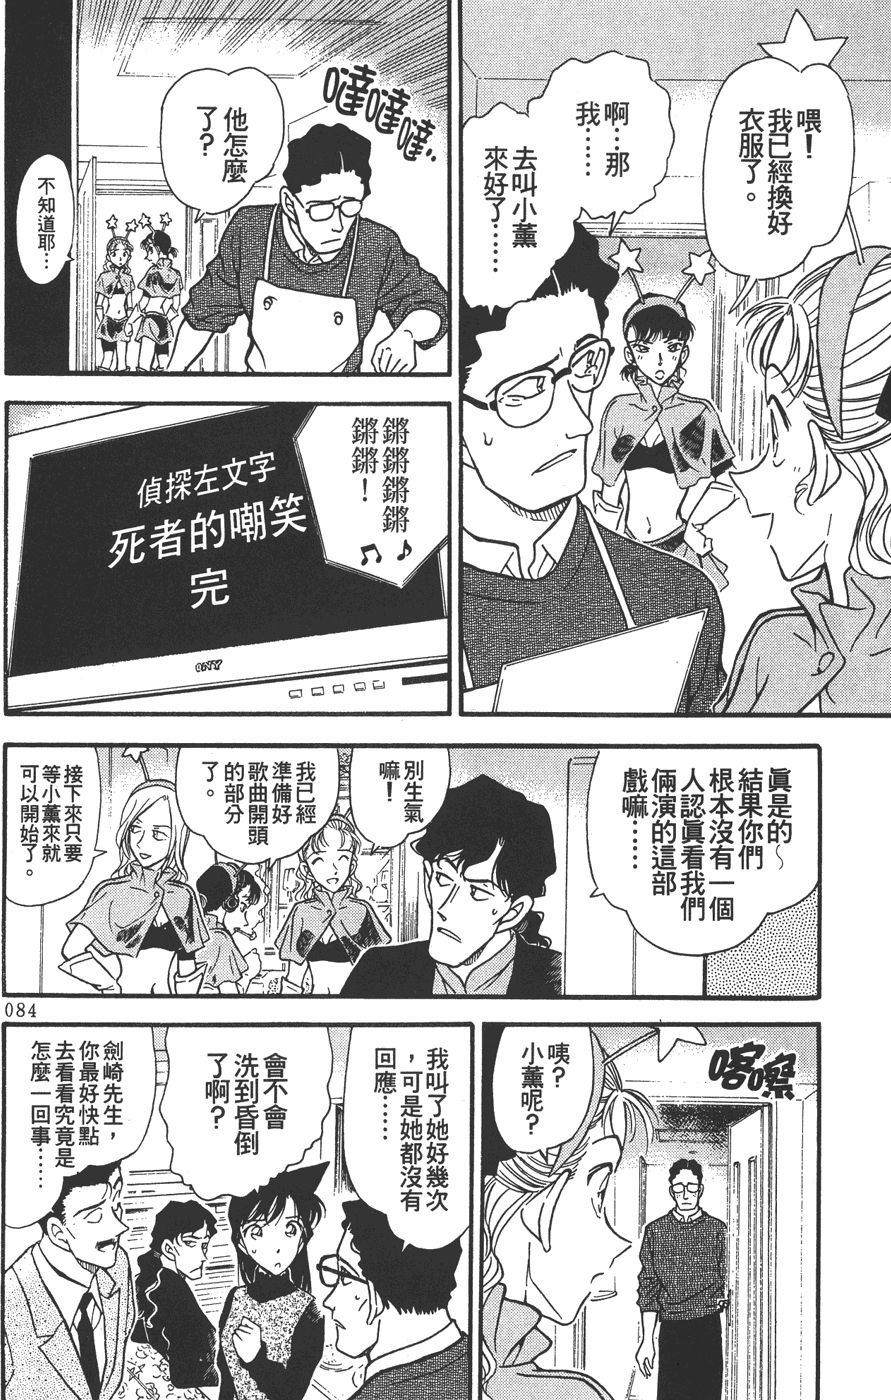 喂！
我已經換好
衣服了。
啊…那
我……
去叫小薰
來好了……
噠噠噠‥
他怎麼
了？
不知道耶…
鏘鏘鏘鏘
鏘鏘！
偵探左文字
死者的嘲笑
完
ONY
眞是的～
結果你們
根本沒有一個
人認眞看我們
倆演的這部
戲嘛……
別生氣
嘛！
我已經
準備好
歌曲開頭
的部分
了。
接下來只要
等小薰來就
可以開始了。
084
喀嚓
咦？
小薰呢？
我叫了她好幾次
，可是她都沒有
回應……
會不會
洗到昏倒
了啊？
劍崎先生，
你最好快點
去看看究竟是
怎麼一回事……